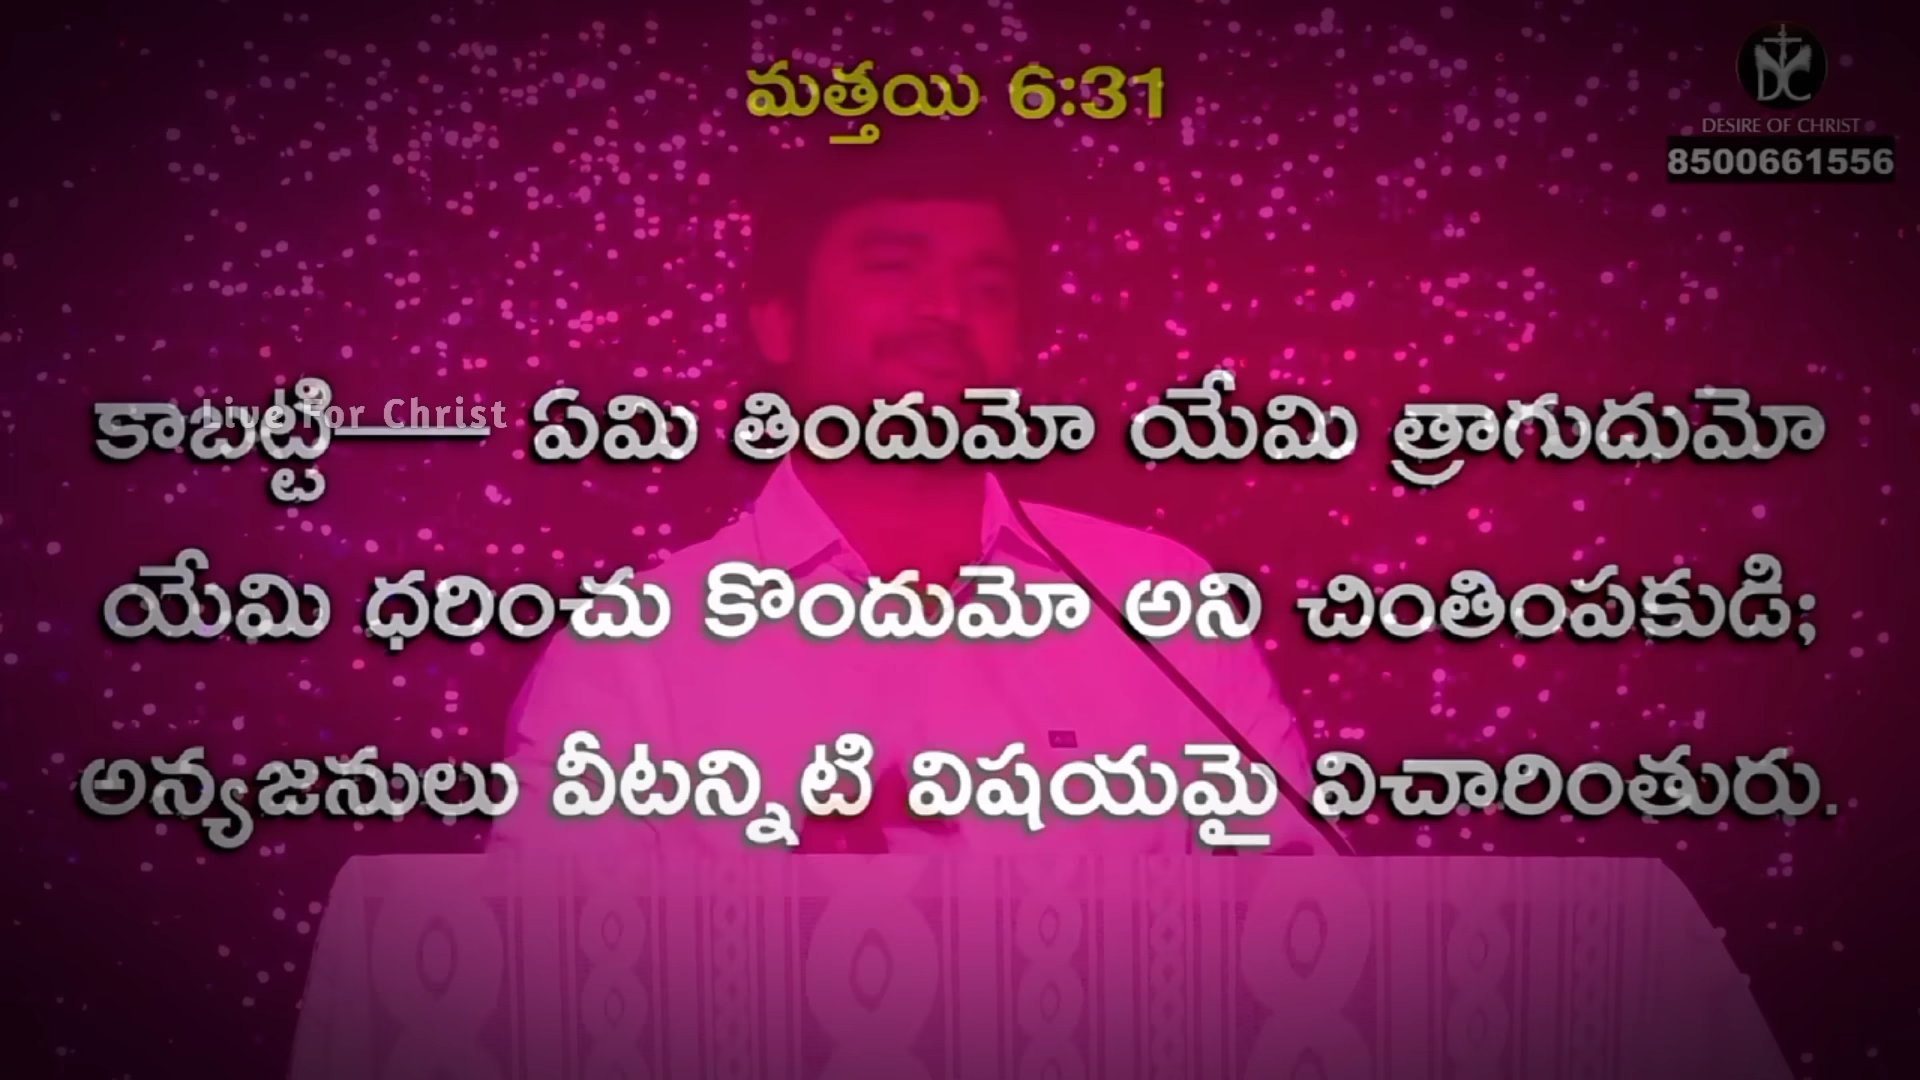 మత్తయి 6:31
DC
DESIRE OF CHRIST
8500661556
Live For Christ
కాబట్టి— ఏమి తిందుమో యేమి త్రాగుదుమో
యేమి ధరించు కొందుమో అని చింతింపకుడి;
అన్యజనులు వీటన్నిటి విషయమై విచారింతురు.